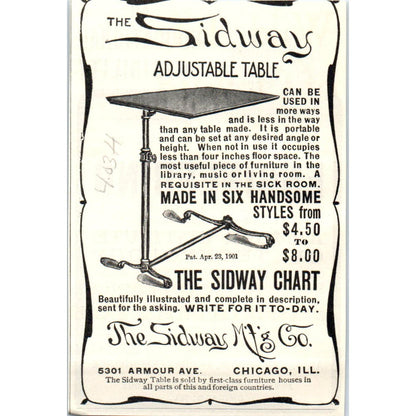 THE
Sidway
ADJUSTABLE TABLE
CAN BE
USED IN
more ways
and is less in the way
than any table made. It is portable
and can be set at any desired angle or
height. When not in use it occupies
less than four inches floor space. The
most useful piece of furniture in the
library, music or living room. A
REQUISITE IN THE SICK ROOM.
MADE IN SIX HANDSOME
STYLES from
$4.50
TO
$8.00
Pat. Apr. 23, 1901
THE SIDWAY CHART
Beautifully illustrated and complete in description,
sent for the asking. WRITE FOR IT TO-DAY.
The Sidway M'f'g Co.
5301 ARMOUR AVE. CHICAGO, ILL.
The Sidway Table is sold by first-class furniture houses in
all parts of this and foreign countries.